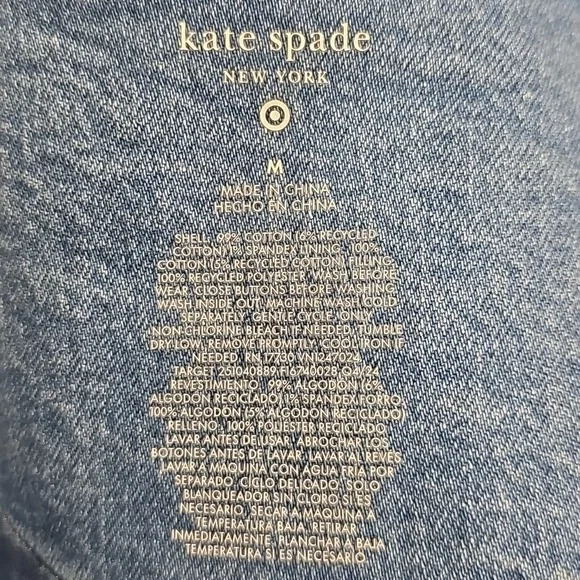 kate spade
NEW YORK
M
MADE IN CHINA
HECHO EN CHINA
SHELL, 99% COTTON (6% RECYCLED
COTTON) 1% SPANDEX LINING, 100%
COTTON (5% RECYCLED COTTON), FILLING,
100% RECYCLED POLYESTER, WASH BEFORE
WEAR, CLOSE BUTTONS BEFORE WASHING
WASH INSIDE OUT, MACHINE WASH COLD
SEPARATELY, GENTLE CYCLE, ONLY
NON-CHLORINE BLEACH IF NEEDED, TUMBLE
DRY LOW, REMOVE PROMPTLY, COOL IRON IF
NEEDED, RN 17730 VN 247024
TARGET 251040889 FI6740028 Q4/24
REVESTIMIENTO, 99% ALGODÓN (6%
ALGODÓN RECICLADO) 1% SPANDEX FORRO,
100% ALGODÓN (5% ALGODÓN RECICLADO)
RELLENO, 100% POLIÉSTER RECICLADO,
LAVAR ANTES DE USAR, ABROCHAR LOS
BOTONES ANTES DE LAVAR, LAVAR AL REVÉS,
LAVAR A MÁQUINA CON AGUA FRÍA POR
SEPARADO, CICLO DELICADO, SOLO
BLANQUEADOR SIN CLORO SI ES
NECESARIO, SECAR A MÁQUINA A
TEMPERATURA BAJA, RETIRAR
INMEDIATAMENTE, PLANCHAR A BAJA
TEMPERATURA SI ES NECESARIO